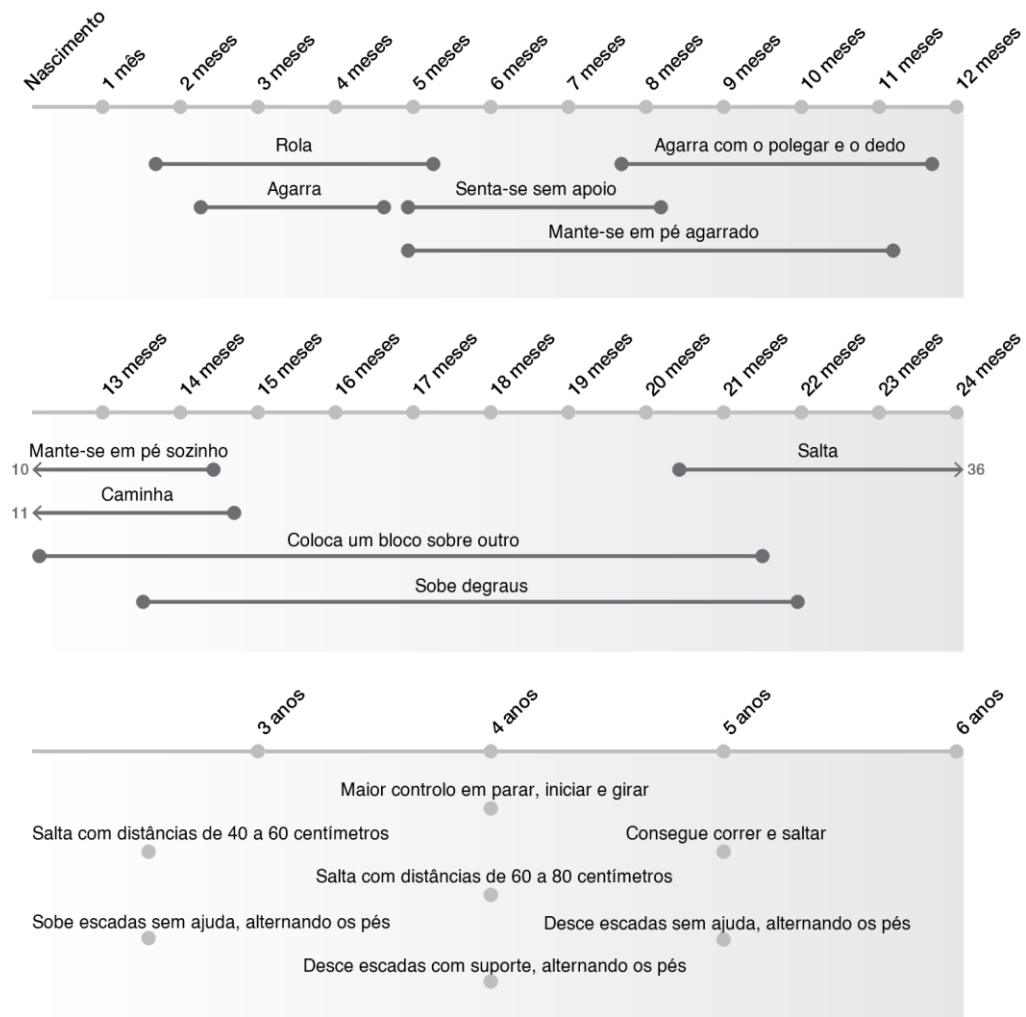 Nascimento
1 mês
2 meses
3 meses
4 meses
5 meses
6 meses
7 meses
8 meses
9 meses
10 meses
11 meses
12 meses
Rola
Agarra com o polegar e o dedo
Agarra
Senta-se sem apoio
Mante-se em pé agarrado
13 meses
14 meses
15 meses
16 meses
17 meses
18 meses
19 meses
20 meses
21 meses
22 meses
23 meses
24 meses
Mante-se em pé sozinho
Salta
10
36
Caminha
11
Coloca um bloco sobre outro
Sobe degraus
3 anos
4 anos
5 anos
6 anos
Maior controlo em parar, iniciar e girar
Salta com distâncias de 40 a 60 centímetros
Consegue correr e saltar
Salta com distâncias de 60 a 80 centímetros
Sobe escadas sem ajuda, alternando os pés
Desce escadas sem ajuda, alternando os pés
Desce escadas com suporte, alternando os pés